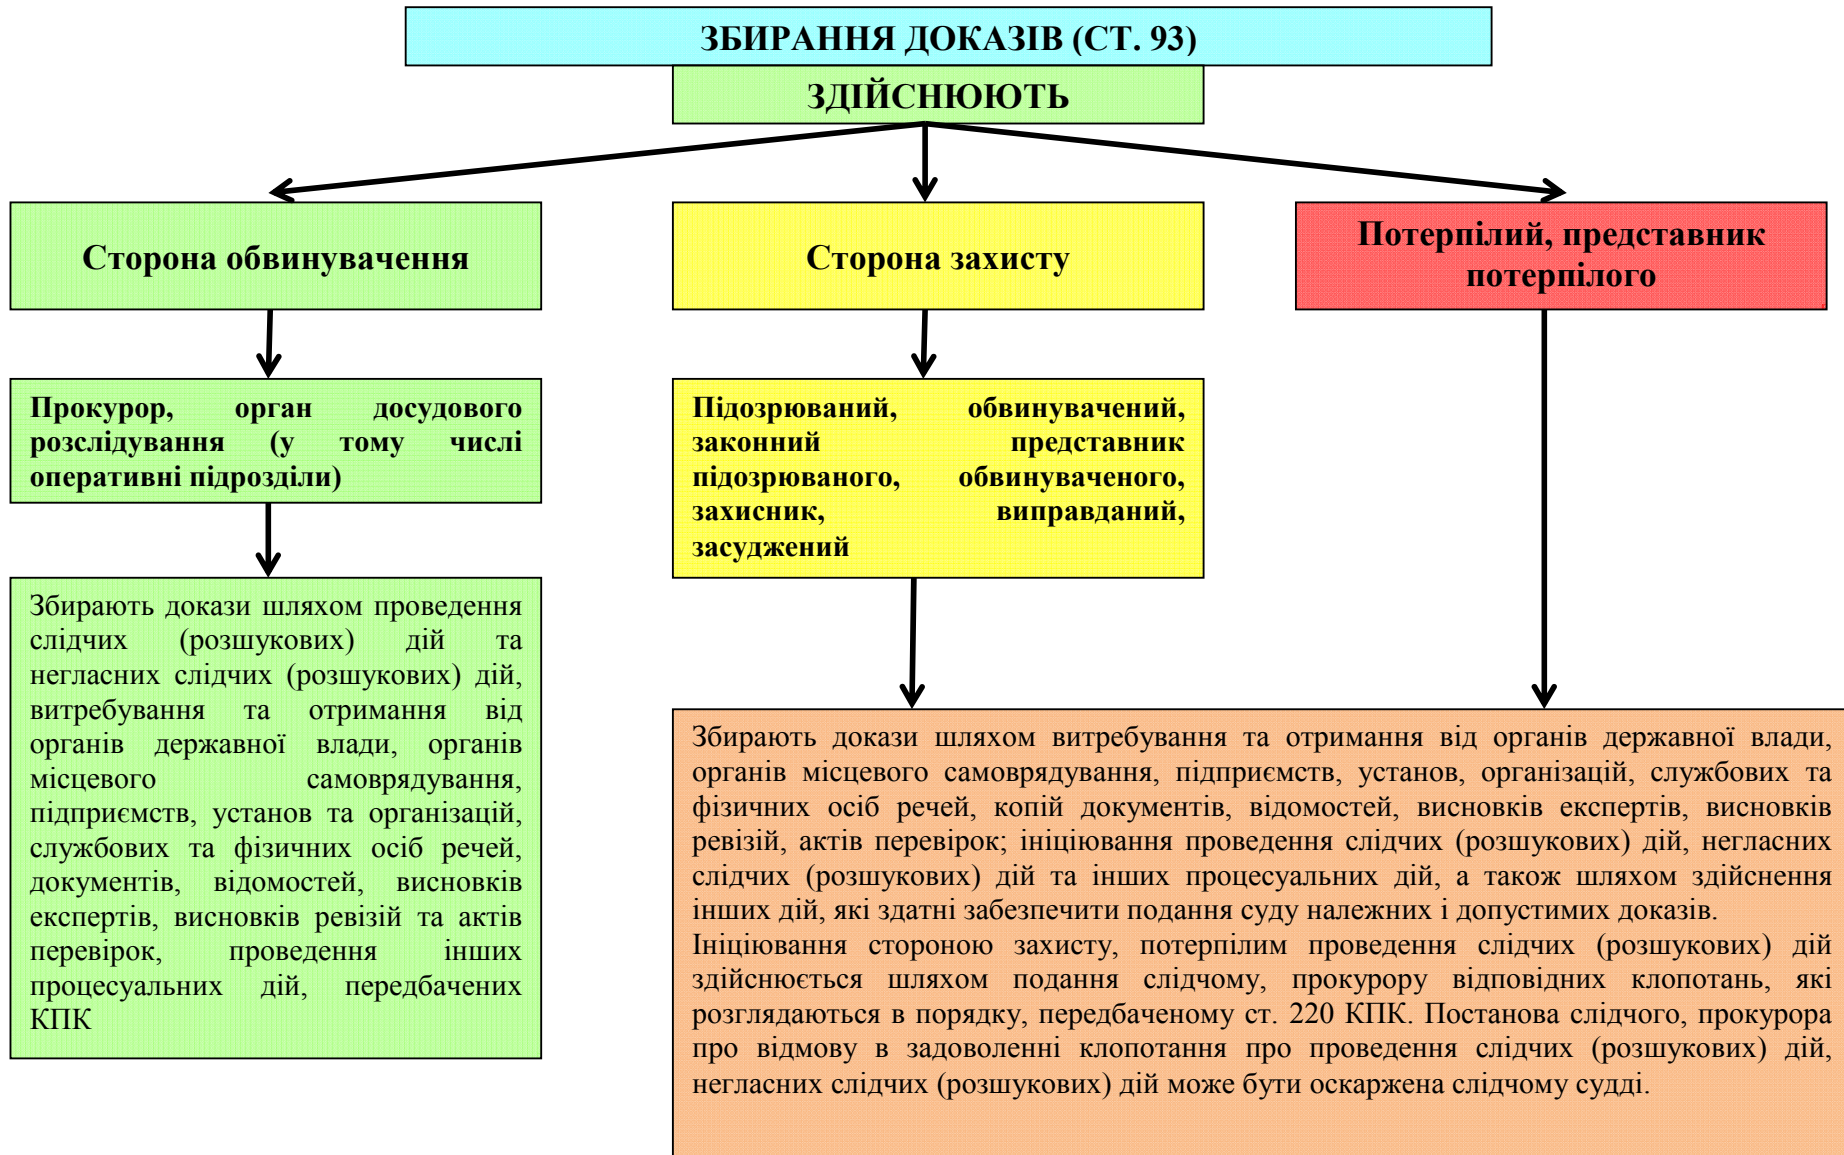 ЗБИРАННЯ ДОКАЗІВ (СТ. 93)
ЗДІЙСНЮЮТЬ
Сторона обвинувачення
Сторона захисту
Потерпілий, представник
потерпілого
Прокурор, орган досудового
розслідування (у тому числі
оперативні підрозділи)
Підозрюваний, обвинувачений,
законний представник
підозрюваного, обвинуваченого,
захисник, виправданий,
засуджений
Збирають докази шляхом проведення
слідчих (розшукових) дій та
негласних слідчих (розшукових) дій,
витребування та отримання від
органів державної влади, органів
місцевого самоврядування,
підприємств, установ та організацій,
службових та фізичних осіб речей,
документів, відомостей, висновків
експертів, висновків ревізій та актів
перевірок, проведення інших
процесуальних дій, передбачених
КПК
Збирають докази шляхом витребування та отримання від органів державної влади,
органів місцевого самоврядування, підприємств, установ, організацій, службових та
фізичних осіб речей, копій документів, відомостей, висновків експертів, висновків
ревізій, актів перевірок; ініціювання проведення слідчих (розшукових) дій, негласних
слідчих (розшукових) дій та інших процесуальних дій, а також шляхом здійснення
інших дій, які здатні забезпечити подання суду належних і допустимих доказів.
Ініціювання стороною захисту, потерпілим проведення слідчих (розшукових) дій
здійснюється шляхом подання слідчому, прокурору відповідних клопотань, які
розглядаються в порядку, передбаченому ст. 220 КПК. Постанова слідчого, прокурора
про відмову в задоволенні клопотання про проведення слідчих (розшукових) дій,
негласних слідчих (розшукових) дій може бути оскаржена слідчому судді.